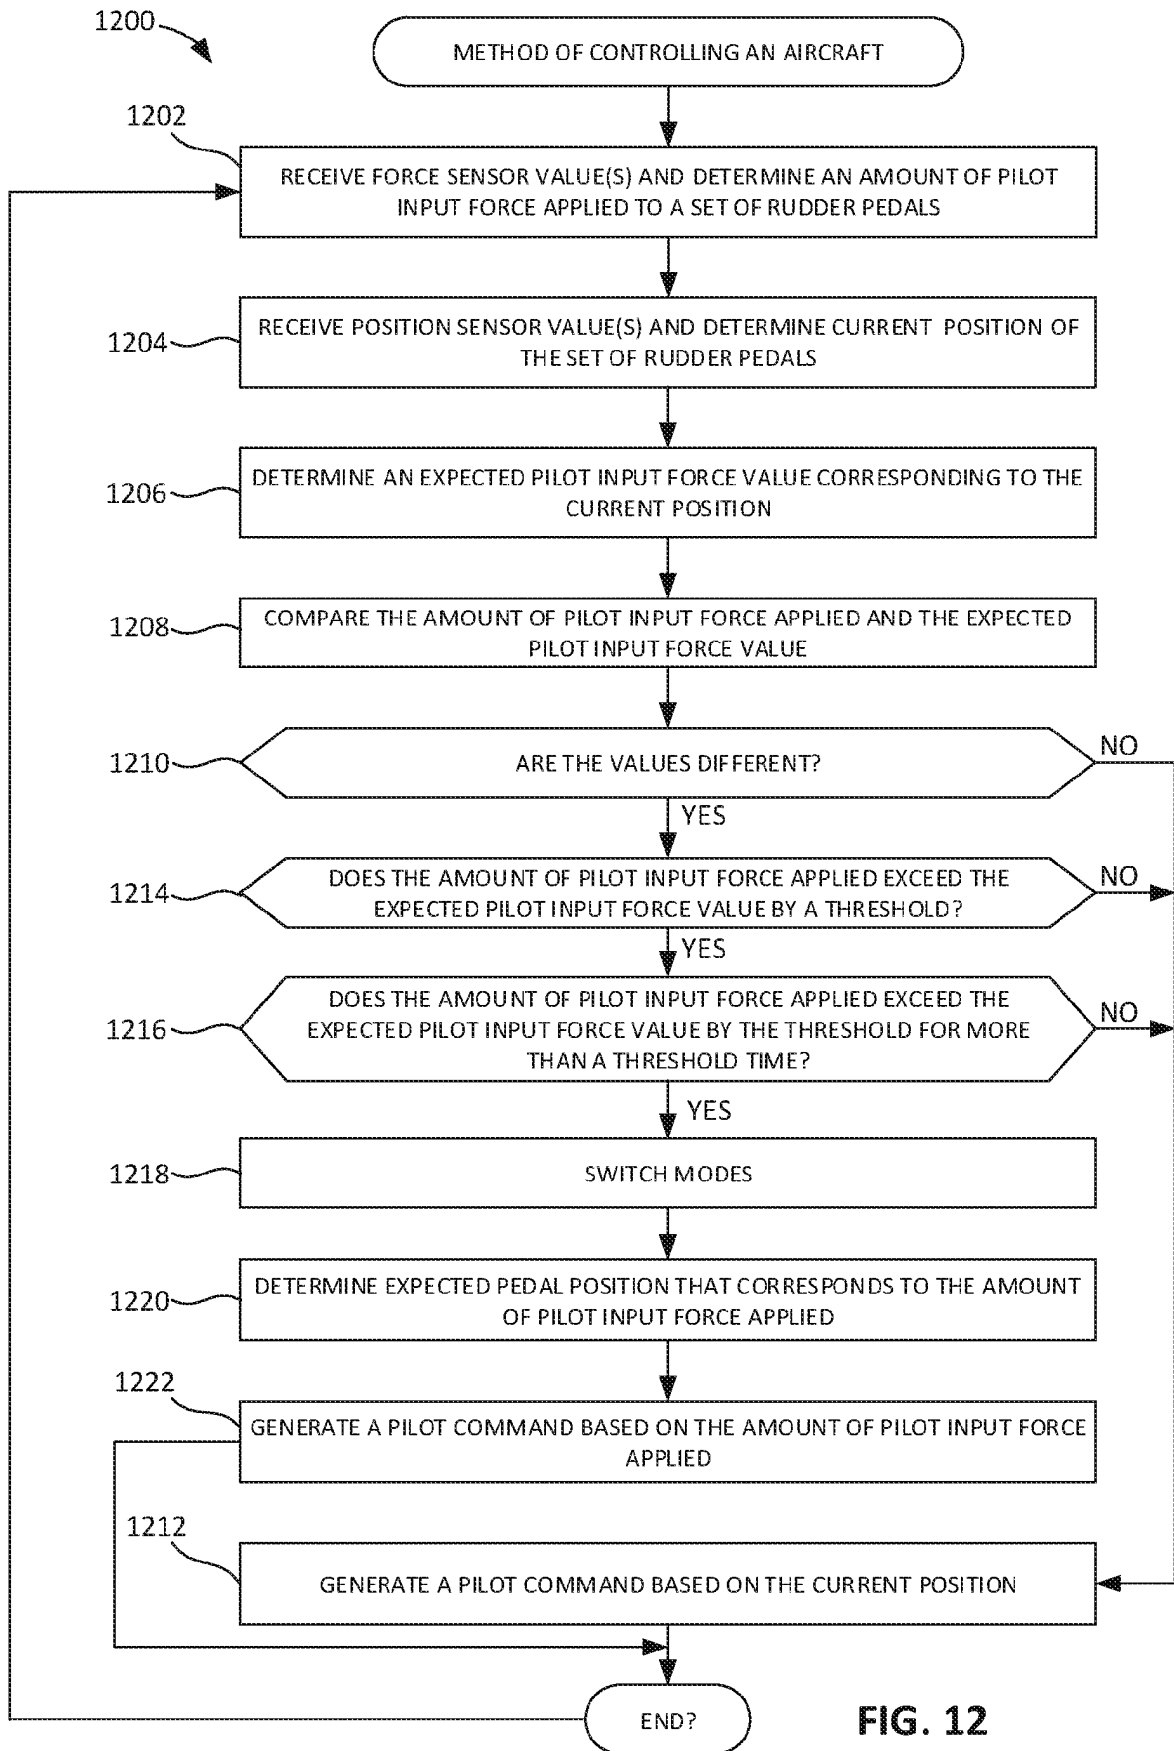 1200
METHOD OF CONTROLLING AN AIRCRAFT
1202
RECEIVE FORCE SENSOR VALUE(S) AND DETERMINE AN AMOUNT OF PILOT
INPUT FORCE APPLIED TO A SET OF RUDDER PEDALS
1204
RECEIVE POSITION SENSOR VALUE(S) AND DETERMINE CURRENT POSITION OF
THE SET OF RUDDER PEDALS
1206
DETERMINE AN EXPECTED PILOT INPUT FORCE VALUE CORRESPONDING TO THE
CURRENT POSITION
1208
COMPARE THE AMOUNT OF PILOT INPUT FORCE APPLIED AND THE EXPECTED
PILOT INPUT FORCE VALUE
1210
ARE THE VALUES DIFFERENT?
NO
YES
1214
DOES THE AMOUNT OF PILOT INPUT FORCE APPLIED EXCEED THE
EXPECTED PILOT INPUT FORCE VALUE BY A THRESHOLD?
NO
YES
1216
DOES THE AMOUNT OF PILOT INPUT FORCE APPLIED EXCEED THE
EXPECTED PILOT INPUT FORCE VALUE BY THE THRESHOLD FOR MORE
THAN A THRESHOLD TIME?
NO
YES
1218
SWITCH MODES
1220
DETERMINE EXPECTED PEDAL POSITION THAT CORRESPONDS TO THE AMOUNT
OF PILOT INPUT FORCE APPLIED
1222
GENERATE A PILOT COMMAND BASED ON THE AMOUNT OF PILOT INPUT FORCE
APPLIED
1212
GENERATE A PILOT COMMAND BASED ON THE CURRENT POSITION
END?
FIG. 12